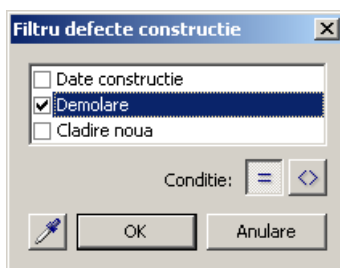 Filtru defecte constructie
Date constructie
Demolare
Cladire noua
Conditie: = <>
OK Anulare